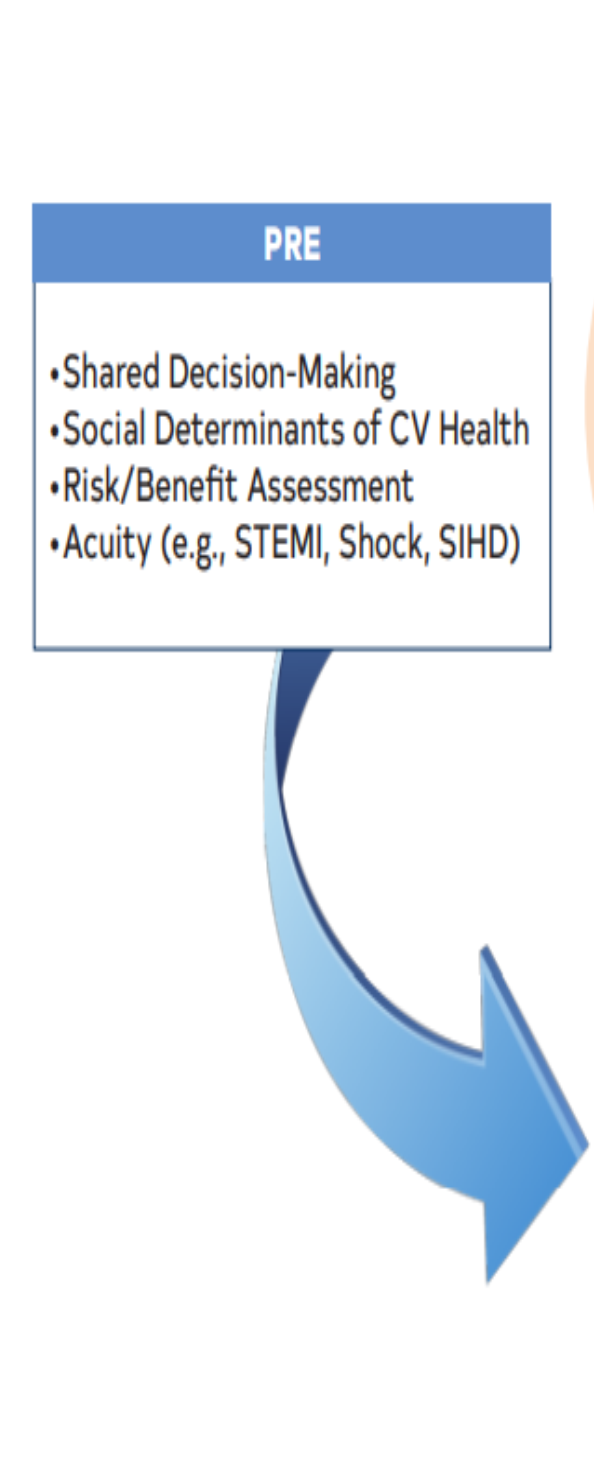 PRE
•Shared Decision-Making
•Social Determinants of CV Health
•Risk/Benefit Assessment
•Acuity (e.g., STEMI, Shock, SIHD)